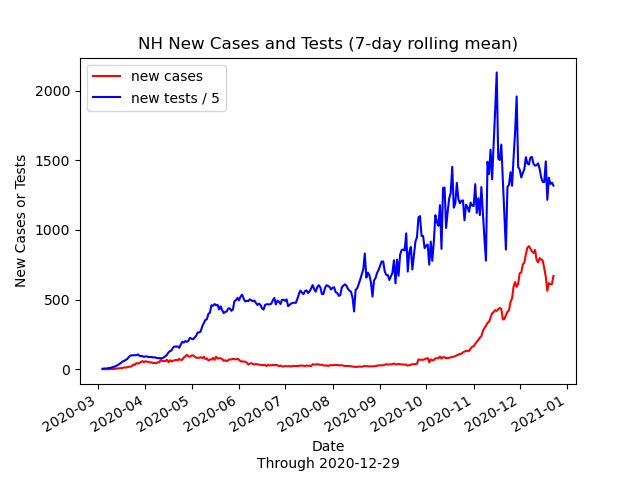 NH New Cases and Tests (7-day rolling mean)
new cases
new tests / 5
New Cases or Tests
2000
1500
1000
500
0
2020-03
2020-04
2020-05
2020-06
2020-07
2020-08
2020-09
2020-10
2020-11
2020-12
2021-01
Date
Through 2020-12-29